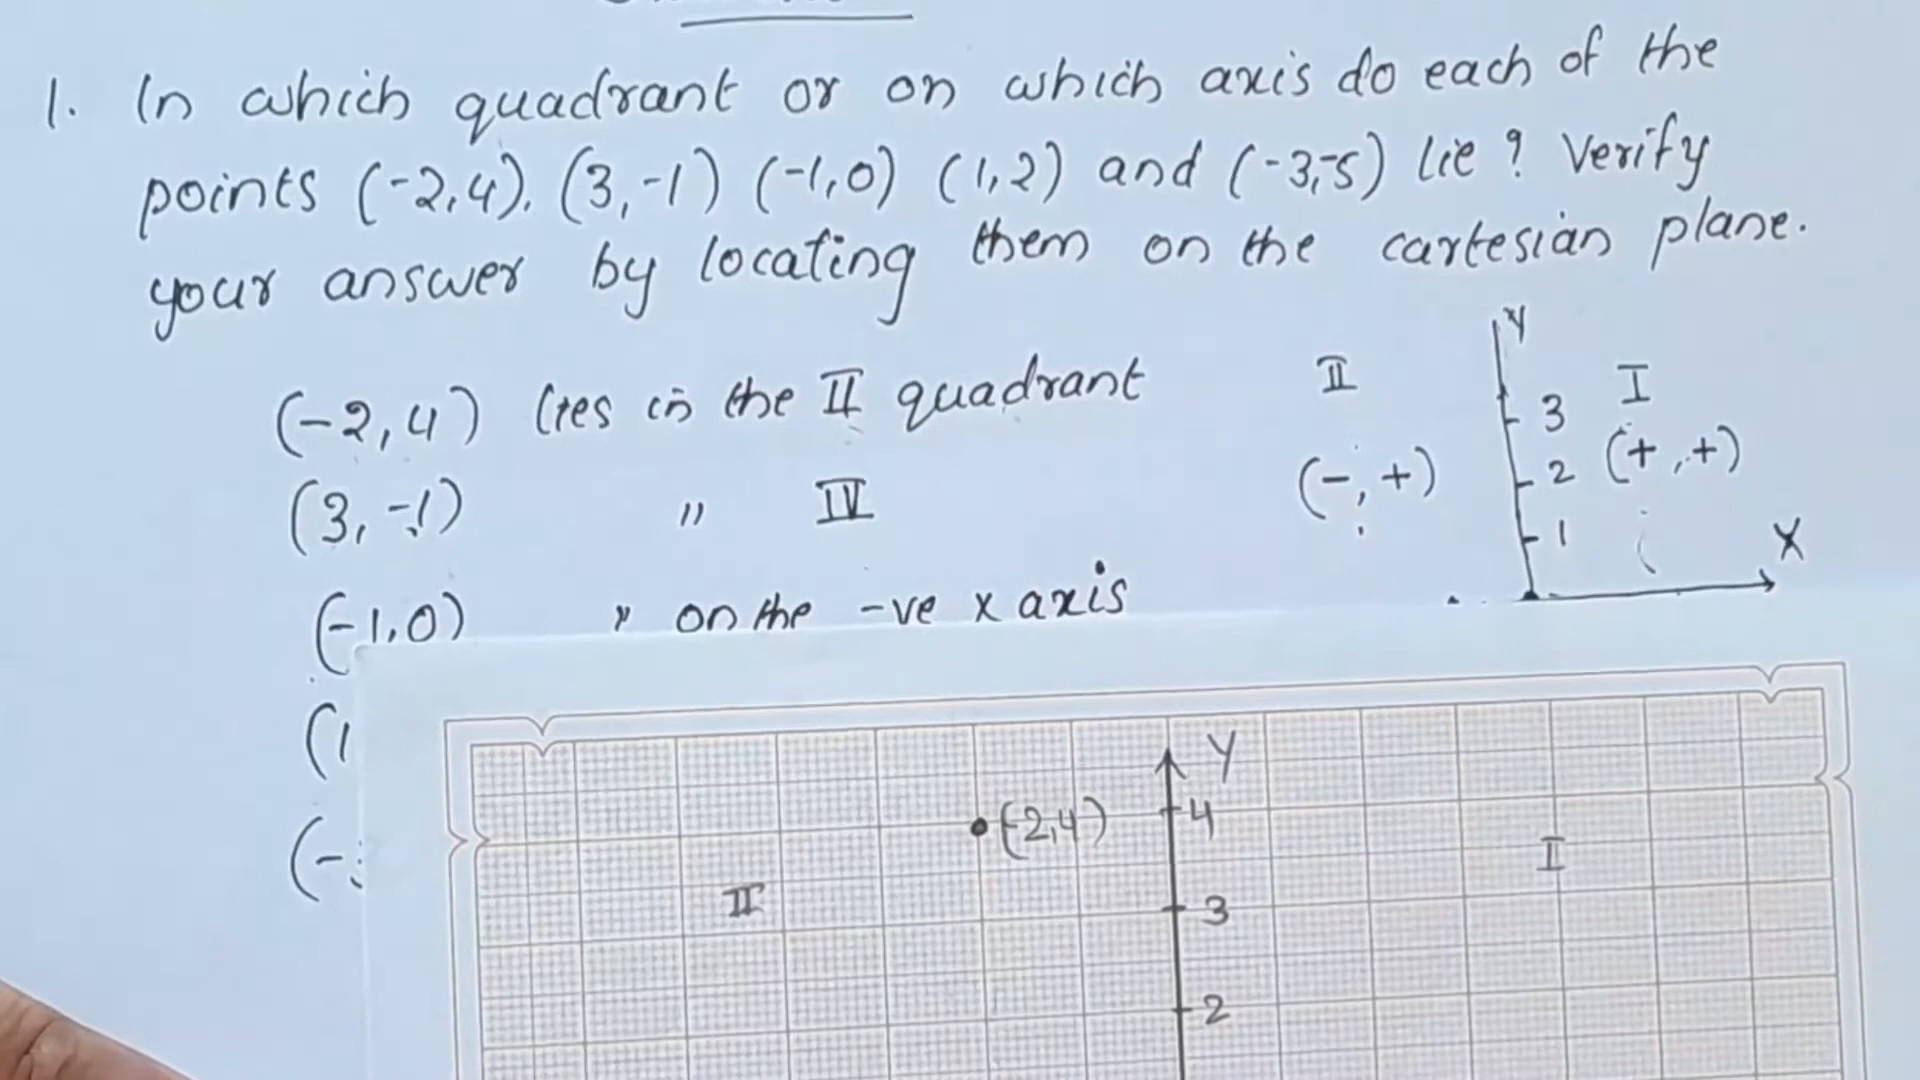 1. In which quadrant or on which axis do each of the
points (-2,4), (3,-1) (-1,0) (1,2) and (-3,-5) lie? Verify
your answer by locating them on the cartesian plane.
(-2,4) lies in the II quadrant
(3,-1) " IV
(-1,0) " on the -ve x axis
(1
(-
II
(-,+)
Y
I
3
(+,+)
2
1
X
Y
(-2,4)
4
I
II
3
2